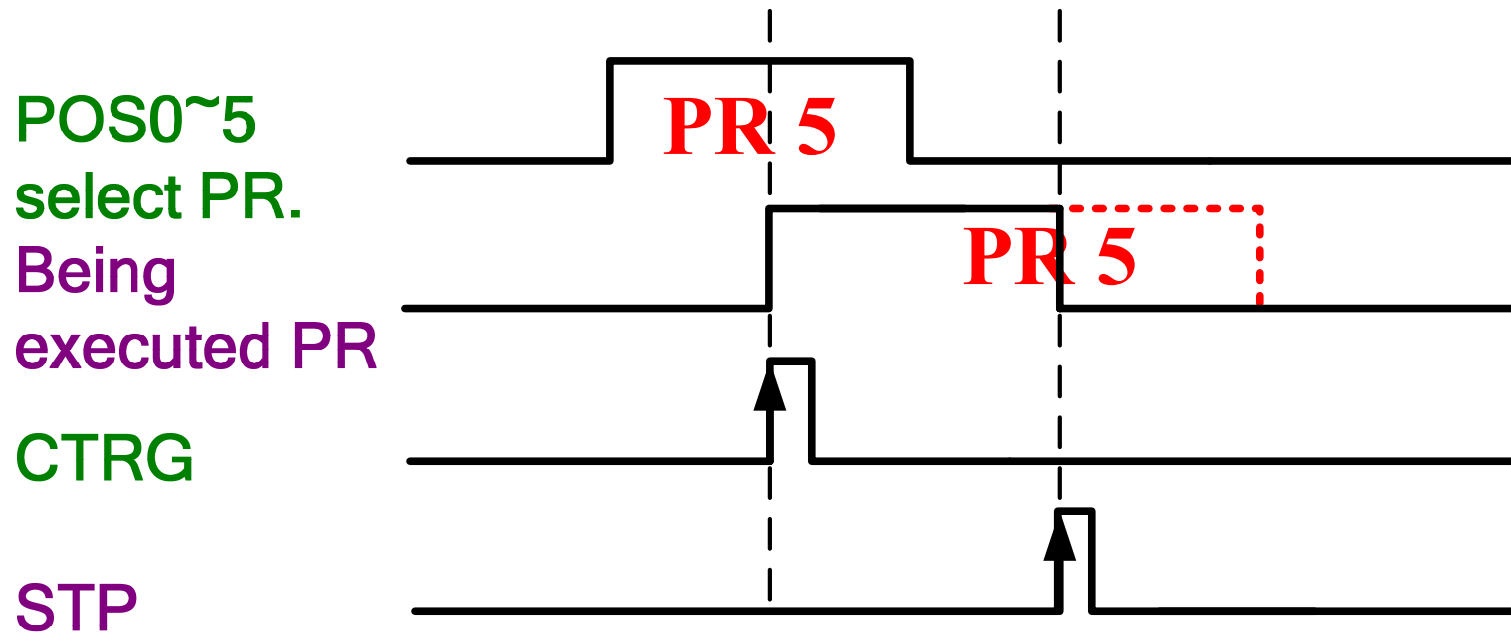 POS0~5
select PR.
PR 5
Being
executed PR
PR 5
CTRG
STP